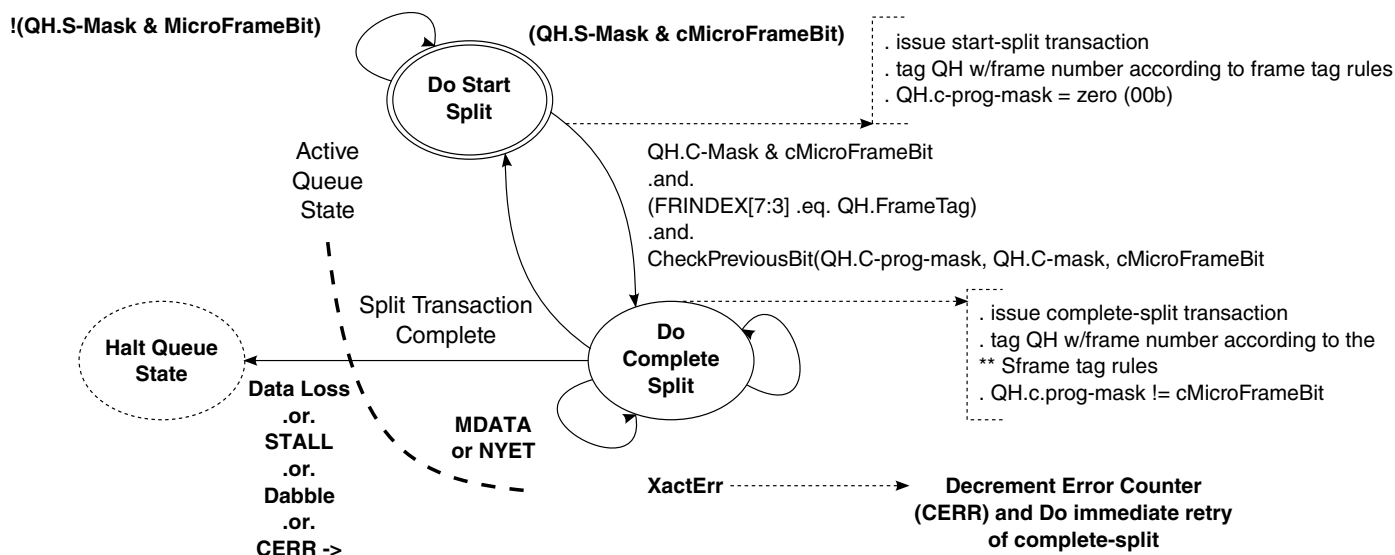 !(QH.S-Mask & MicroFrameBit)
(QH.S-Mask & cMicroFrameBit)
. issue start-split transaction
. tag QH w/frame number according to frame tag rules
. QH.c-prog-mask = zero (00b)
Do Start
Split
Active
Queue
State
QH.C-Mask & cMicroFrameBit
.and.
(FRINDEX[7:3] .eq. QH.FrameTag)
.and.
CheckPreviousBit(QH.C-prog-mask, QH.C-mask, cMicroFrameBit
Split Transaction
Complete
Halt Queue
State
Do
Complete
Split
. issue complete-split transaction
. tag QH w/frame number according to the
** Sframe tag rules
. QH.c.prog-mask != cMicroFrameBit
Data Loss
.or.
STALL
.or.
Dabble
.or.
CERR ->
MDATA
or NYET
XactErr
Decrement Error Counter
(CERR) and Do immediate retry
of complete-split